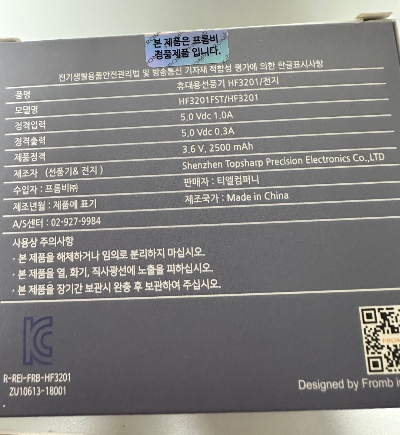 본 제품은 프롬비
정품제품 입니다.
전기생활용품안전관리법 및 방송통신 기자재 적합성 평가에 의한 한글표시사항
품명 휴대용선풍기 HF3201/전지
모델명 HF3201FST/HF3201
정격입력 5.0 Vdc 1.0A
정격출력 5.0 Vdc 0.3A
제품정격 3.6 V, 2500 mAh
제조자 (선풍기& 전지) Shenzhen Topsharp Precision Electronics Co.,LTD
수입자 : 프롬비㈜ 판매자 : 티엘컴퍼니
제조년월 : 제품에 표기 제조국가 : Made in China
A/S센터 : 02-927-9984
사용상 주의사항
· 본 제품을 해체하거나 임의로 분리하지 마십시오.
· 본 제품을 열, 화기, 직사광선에 노출을 피하십시오.
· 본 제품을 장기간 보관시 완충 후 보관하여 주십시오.
R-REI-FRB-HF3201
ZU10613-18001
Designed by Fromb in